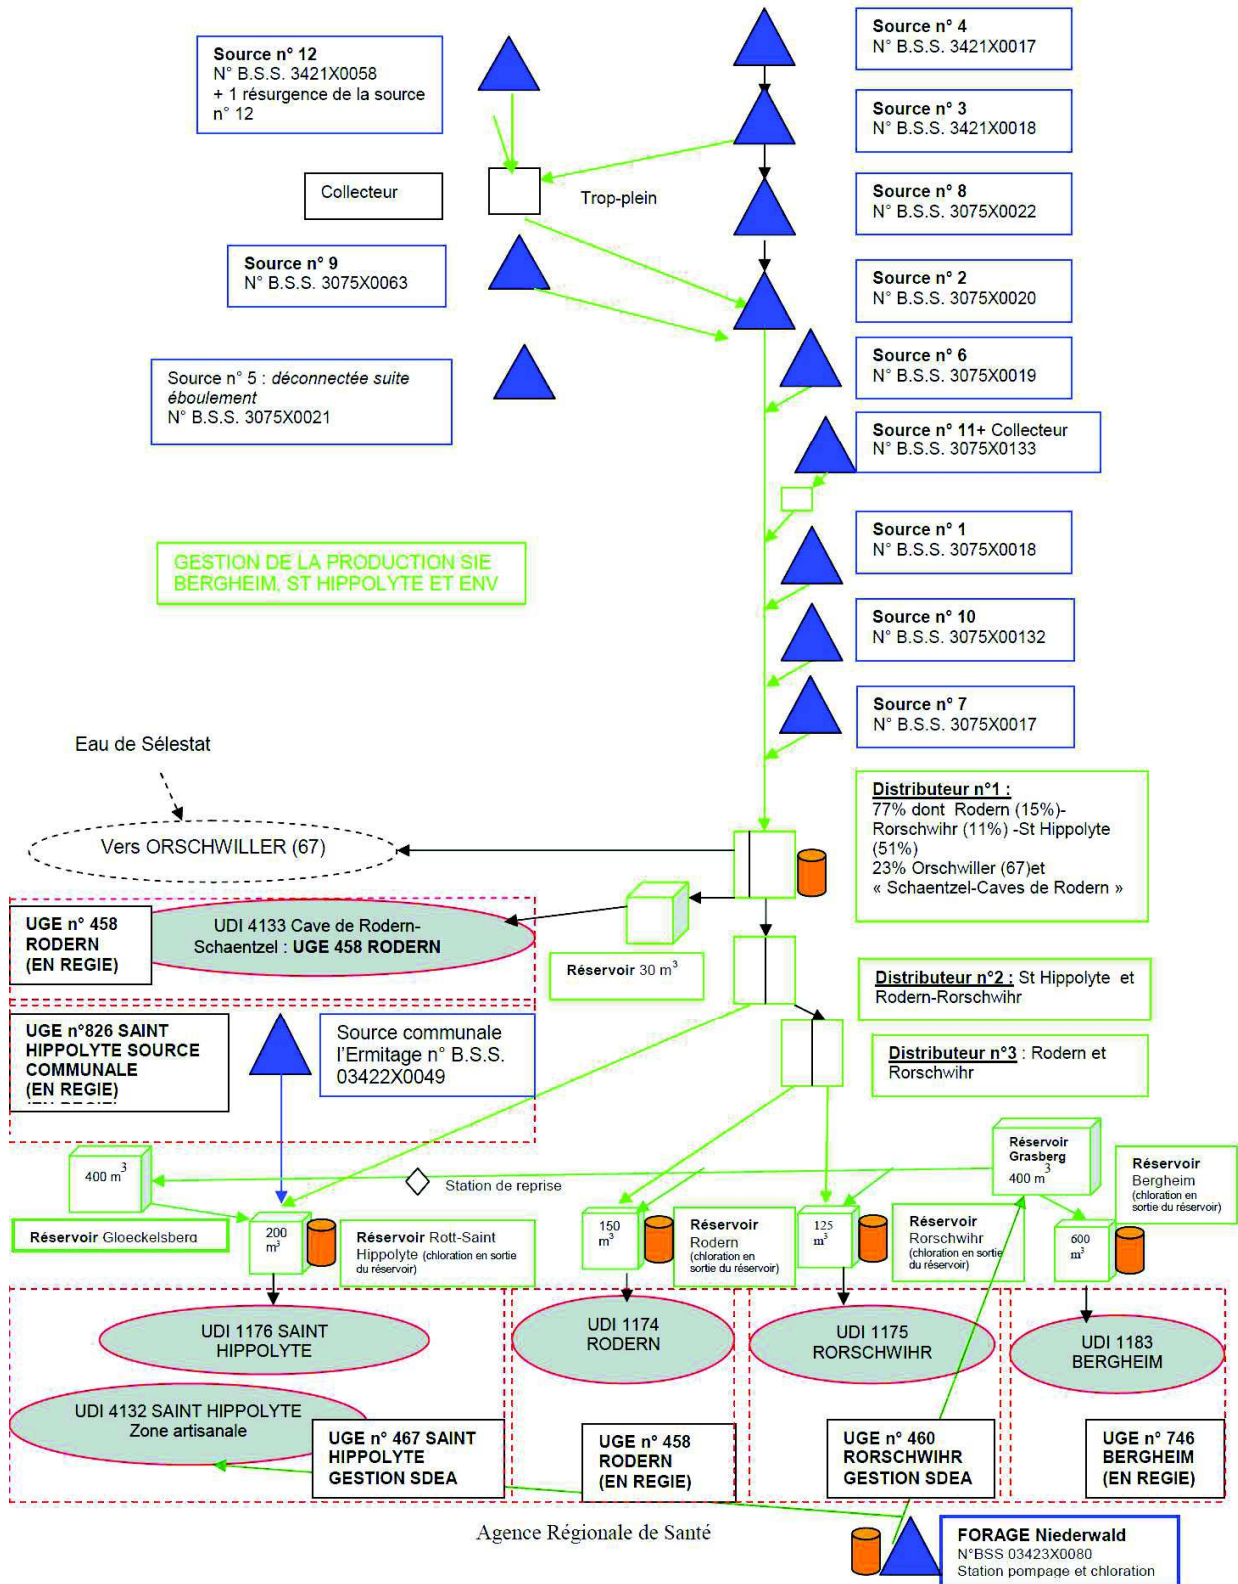 Source n° 12
N° B.S.S. 3421X0058
+ 1 résurgence de la source
n° 12
Source n° 4
N° B.S.S. 3421X0017
Source n° 3
N° B.S.S. 3421X0018
Collecteur
Trop-plein
Source n° 8
N° B.S.S. 3075X0022
Source n° 9
N° B.S.S. 3075X0063
Source n° 2
N° B.S.S. 3075X0020
Source n° 5 : déconnectée suite
éboulement
N° B.S.S. 3075X0021
Source n° 6
N° B.S.S. 3075X0019
Source n° 11+ Collecteur
N° B.S.S. 3075X0133
GESTION DE LA PRODUCTION SIE
BERGHEIM, ST HIPPOLYTE ET ENV
Source n° 1
N° B.S.S. 3075X0018
Source n° 10
N° B.S.S. 3075X00132
Source n° 7
N° B.S.S. 3075X0017
Eau de Sélestat
Vers ORSCHWILLER (67)
Distributeur n°1 :
77% dont Rodern (15%)-
Rorschwihr (11%) -St Hippolyte
(51%)
23% Orschwiller (67)et
« Schaentzel-Caves de Rodern »
UGE n° 458
RODERN
(EN REGIE)
UDI 4133 Cave de Rodern-
Schaentzel : UGE 458 RODERN
Réservoir 30 m³
Distributeur n°2 : St Hippolyte et
Rodern-Rorschwihr
UGE n°826 SAINT
HIPPOLYTE SOURCE
COMMUNALE
(EN REGIE)
(EN REGIE)
Source communale
l'Ermitage n° B.S.S.
03422X0049
Distributeur n°3 : Rodern et
Rorschwihr
400 m³
Station de reprise
Réservoir
Grasberg
400 m³
Réservoir
Bergheim
(chloration en
sortie du réservoir)
Réservoir Gloeckelsberg
200
m³
Réservoir Rott-Saint
Hippolyte (chloration en sortie
du réservoir)
150
m³
Réservoir
Rodern
(chloration en
sortie du réservoir)
125
m³
Réservoir
Rorschwihr
(chloration en sortie
du réservoir)
600
m³
UDI 1176 SAINT
HIPPOLYTE
UDI 1174
RODERN
UDI 1175
RORSCHWIHR
UDI 1183
BERGHEIM
UDI 4132 SAINT HIPPOLYTE
Zone artisanale
UGE n° 467 SAINT
HIPPOLYTE
GESTION SDEA
UGE n° 458
RODERN
(EN REGIE)
UGE n° 460
RORSCHWIHR
GESTION SDEA
UGE n° 746
BERGHEIM
(EN REGIE)
Agence Régionale de Santé
FORAGE Niederwald
N°BSS 03423X0080
Station pompage et chloration